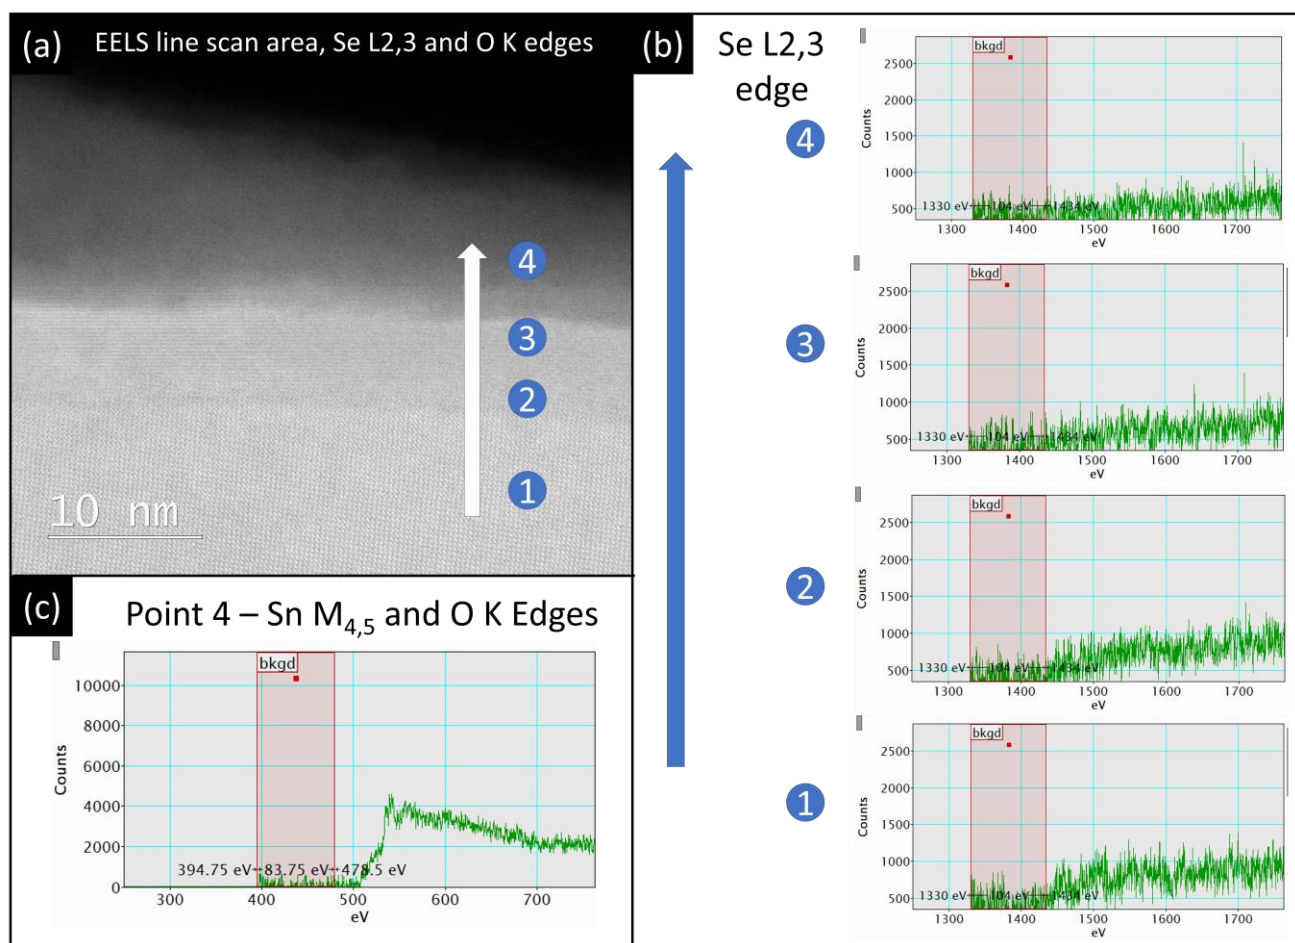 (a)
EELS line scan area, Se L2,3 and O K edges
4
3
2
1
10 nm
(b)
Se L2,3
edge
4
bkgd
2500
2000
1500
1000
500
Counts
1330 eV 104 eV 1434 eV
1300 1400 1500 1600 1700
eV
3
bkgd
2500
2000
1500
1000
500
Counts
1330 eV 104 eV 1434 eV
1300 1400 1500 1600 1700
eV
2
bkgd
2500
2000
1500
1000
500
Counts
1330 eV 104 eV 1434 eV
1300 1400 1500 1600 1700
eV
1
bkgd
2500
2000
1500
1000
500
Counts
1330 eV 104 eV 1434 eV
1300 1400 1500 1600 1700
eV
(c)
Point 4 – Sn M4,5 and O K Edges
bkgd
10000
8000
6000
4000
2000
0
Counts
394.75 eV 83.75 eV 478.5 eV
300 400 500 600 700
eV